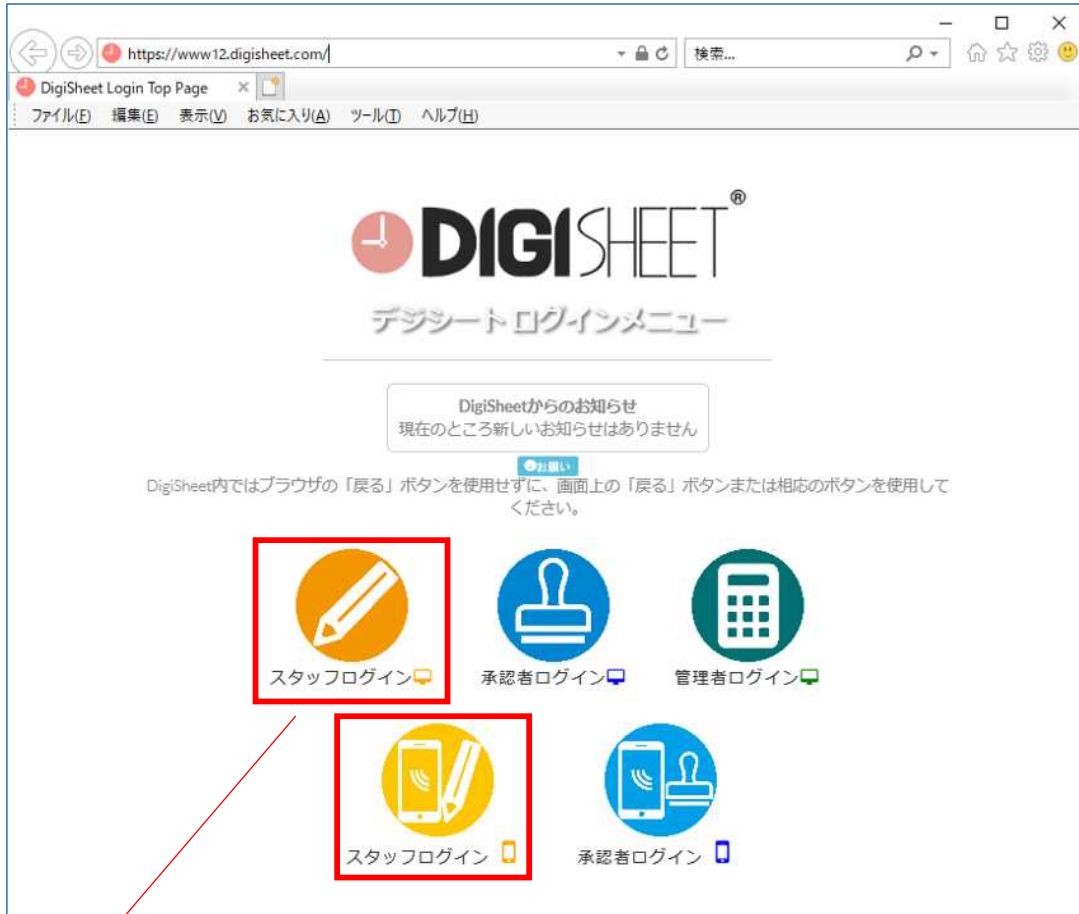 https://www12.digisheet.com/
検索...
DigiSheet Login Top Page
ファイル(F) 編集(E) 表示(V) お気に入り(A) ツール(T) ヘルプ(H)
DIGISHEET®
デジシート ログインメニュー
DigiSheetからのお知らせ
現在のところ新しいお知らせはありません
お願い
DigiSheet内ではブラウザの「戻る」ボタンを使用せずに、画面上の「戻る」ボタンまたは相応のボタンを使用して
ください。
スタッフログイン 承認者ログイン 管理者ログイン
スタッフログイン 承認者ログイン